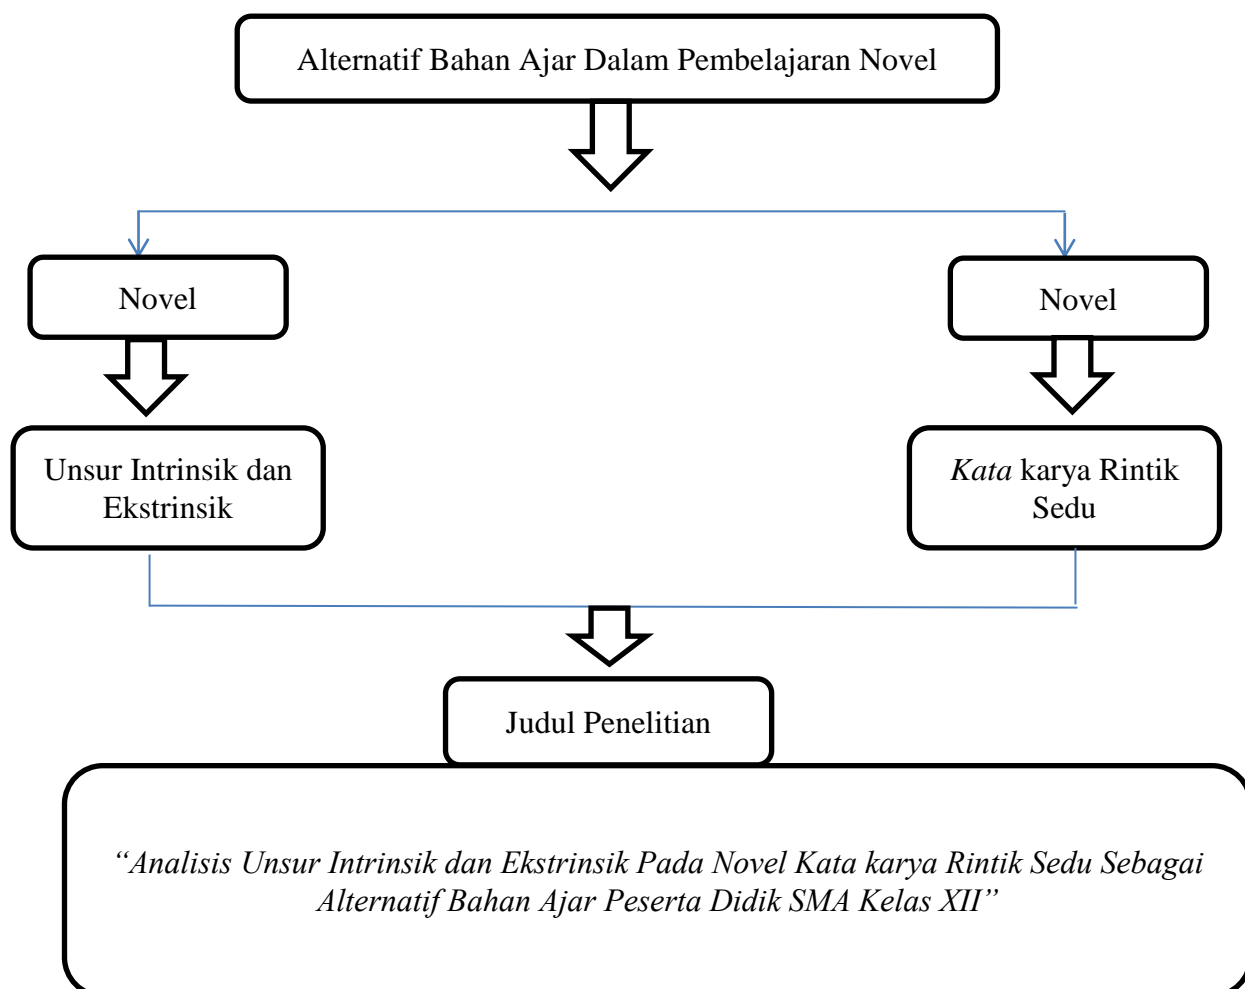 Alternatif Bahan Ajar Dalam Pembelajaran Novel
Novel
Novel
Unsur Intrinsik dan
Ekstrinsik
Kata karya Rintik
Sedu
Judul Penelitian
“Analisis Unsur Intrinsik dan Ekstrinsik Pada Novel Kata karya Rintik Sedu Sebagai
Alternatif Bahan Ajar Peserta Didik SMA Kelas XII”